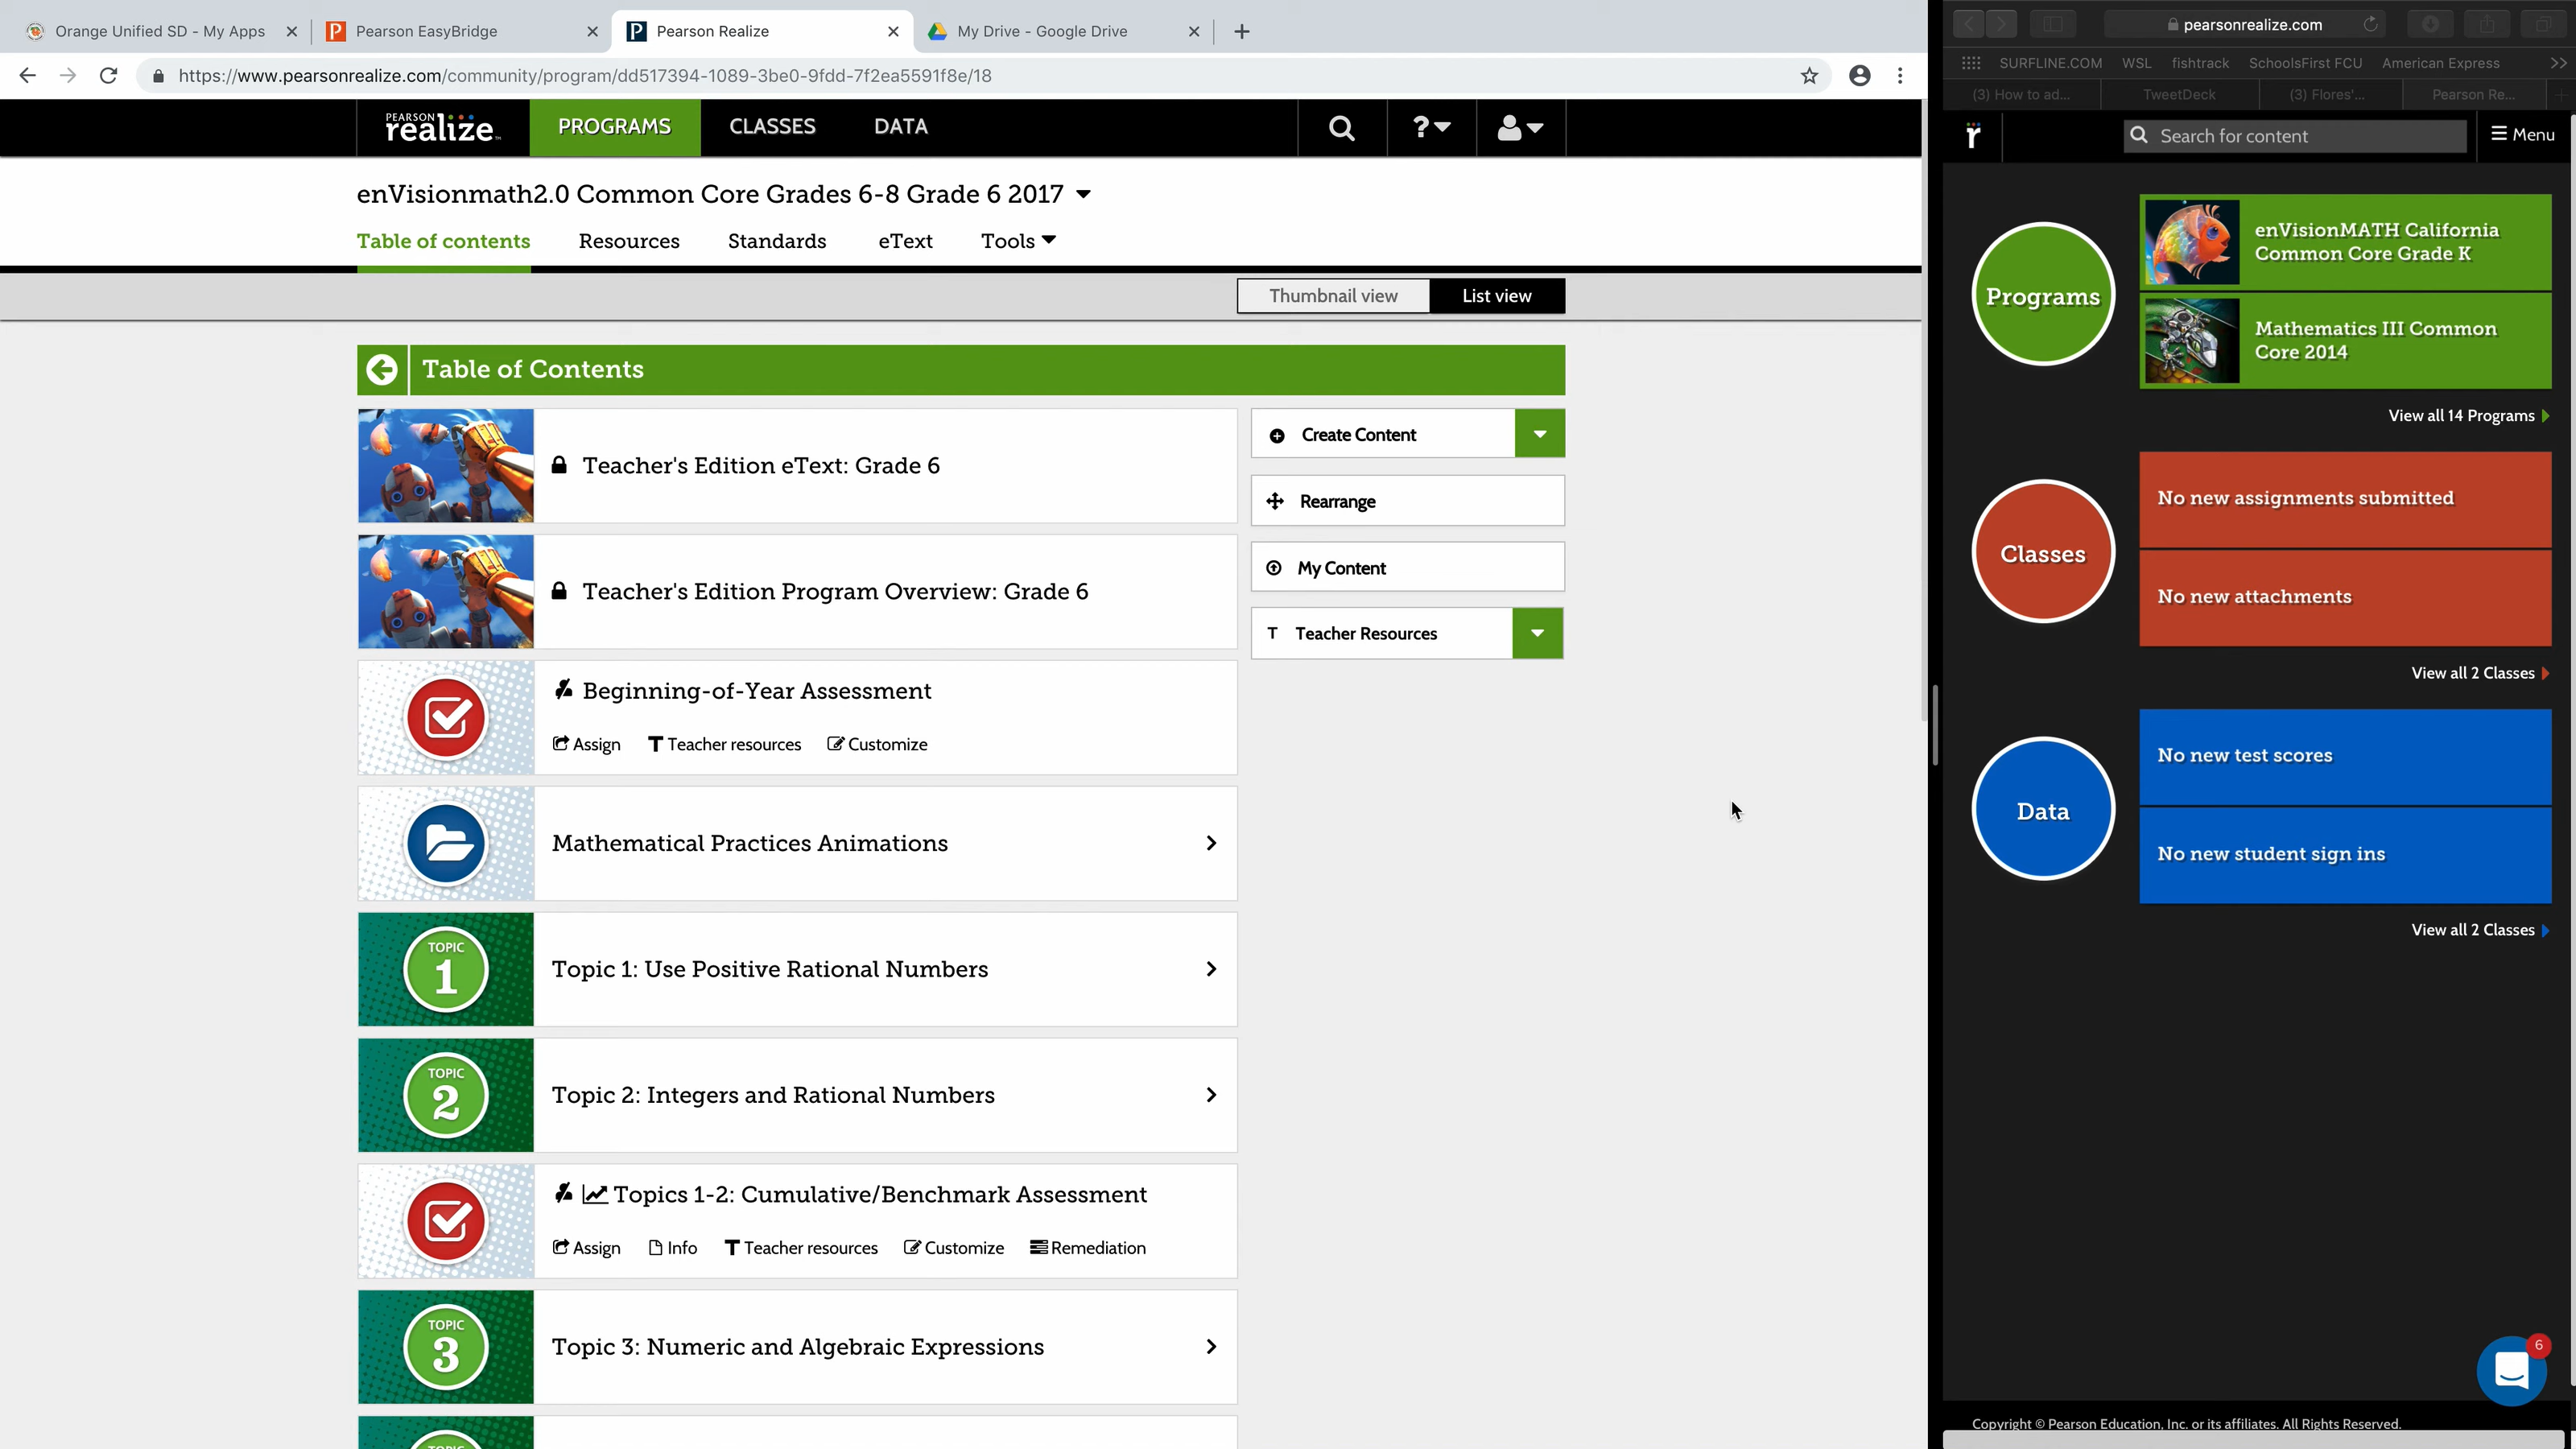 Orange Unified SD - My Apps
Pearson EasyBridge
Pearson Realize
My Drive - Google Drive
https://www.pearsonrealize.com/community/program/dd517394-1089-3be0-9fdd-7f2ea5591f8e/18
PEARSON
realize
PROGRAMS
CLASSES
DATA
?
enVisionmath2.0 Common Core Grades 6-8 Grade 6 2017
Table of contents
Resources
Standards
eText
Tools
Thumbnail view
List view
Table of Contents
Teacher's Edition eText: Grade 6
Teacher's Edition Program Overview: Grade 6
Beginning-of-Year Assessment
Assign
Teacher resources
Customize
Mathematical Practices Animations
TOPIC
1
Topic 1: Use Positive Rational Numbers
TOPIC
2
Topic 2: Integers and Rational Numbers
Topics 1-2: Cumulative/Benchmark Assessment
Assign
Info
Teacher resources
Customize
Remediation
TOPIC
3
Topic 3: Numeric and Algebraic Expressions
Create Content
Rearrange
My Content
T Teacher Resources
pearsonrealize.com
SURFLINE.COM
WSL
fishtrack
SchoolsFirst FCU
American Express
(3) How to ad...
TweetDeck
(3) Flores'...
Pearson Re...
r
Search for content
Menu
Programs
enVisionMATH California
Common Core Grade K
Mathematics III Common
Core 2014
View all 14 Programs
Classes
No new assignments submitted
No new attachments
View all 2 Classes
Data
No new test scores
No new student sign ins
View all 2 Classes
6
Copyright © Pearson Education, Inc. or its affiliates. All Rights Reserved.